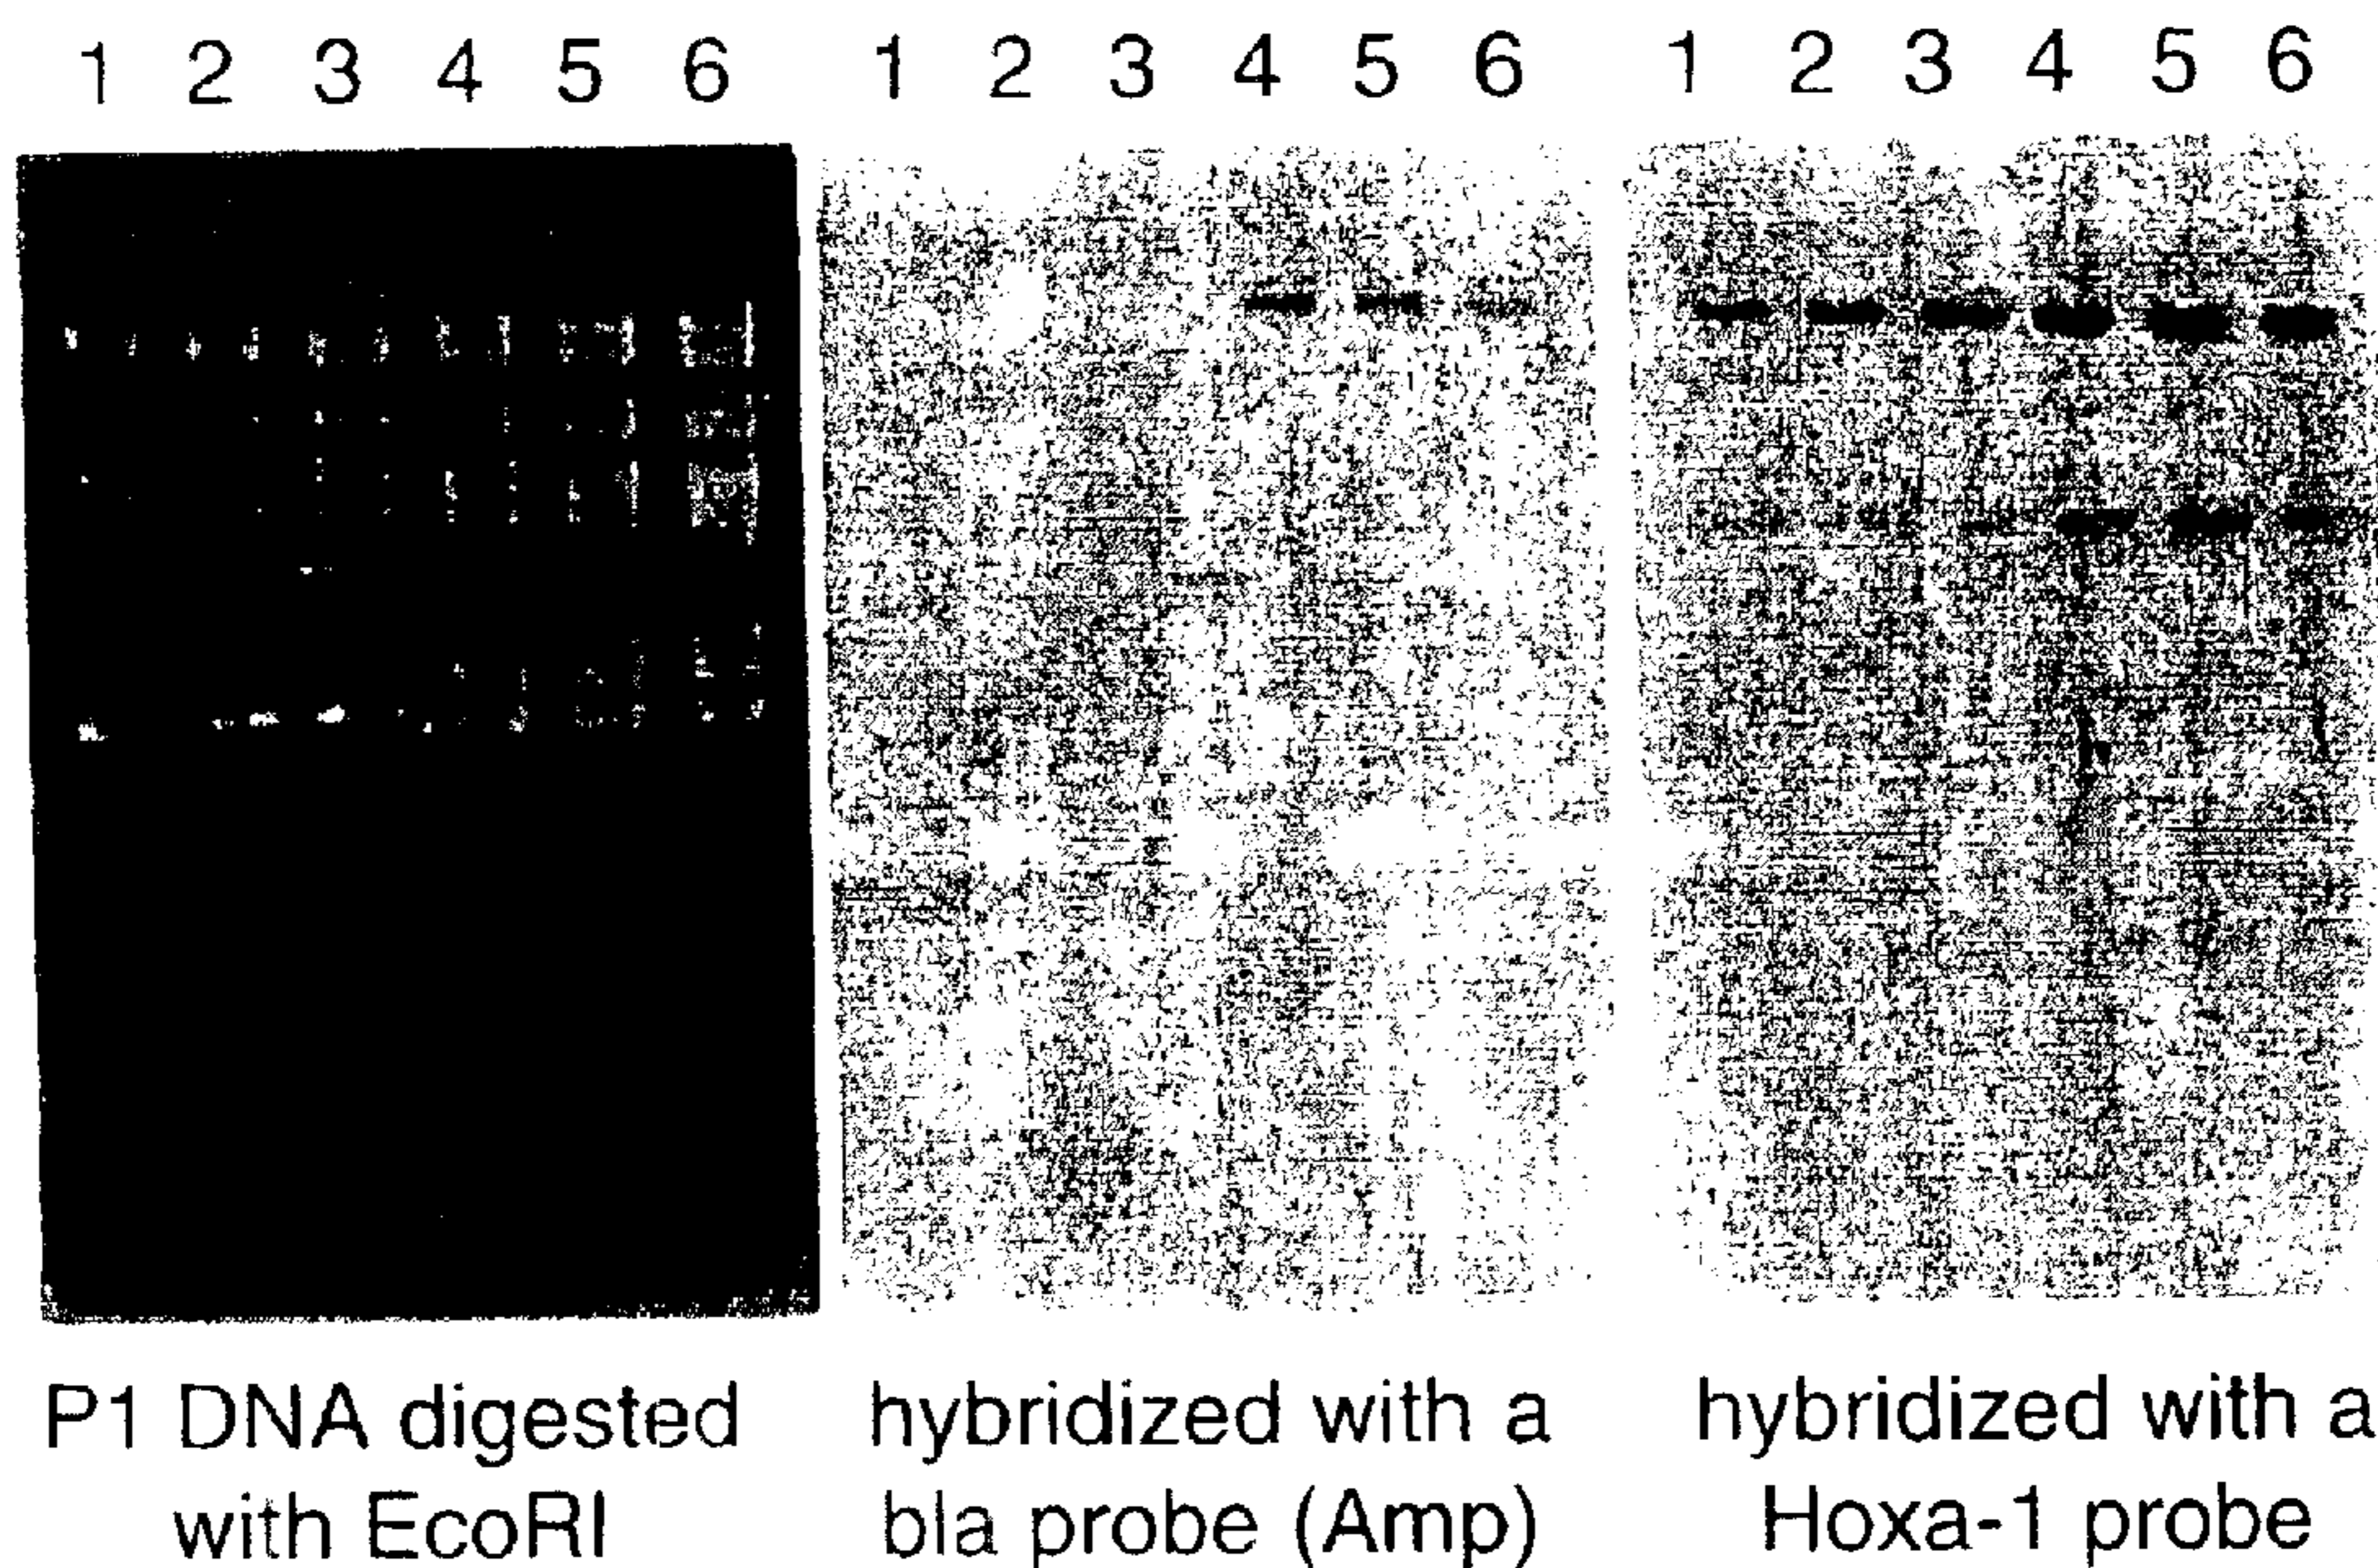 1 2 3 4 5 6 1 2 3 4 5 6 1 2 3 4 5 6
P1 DNA digested
with EcoRI
hybridized with a
bla probe (Amp)
hybridized with a
Hoxa-1 probe